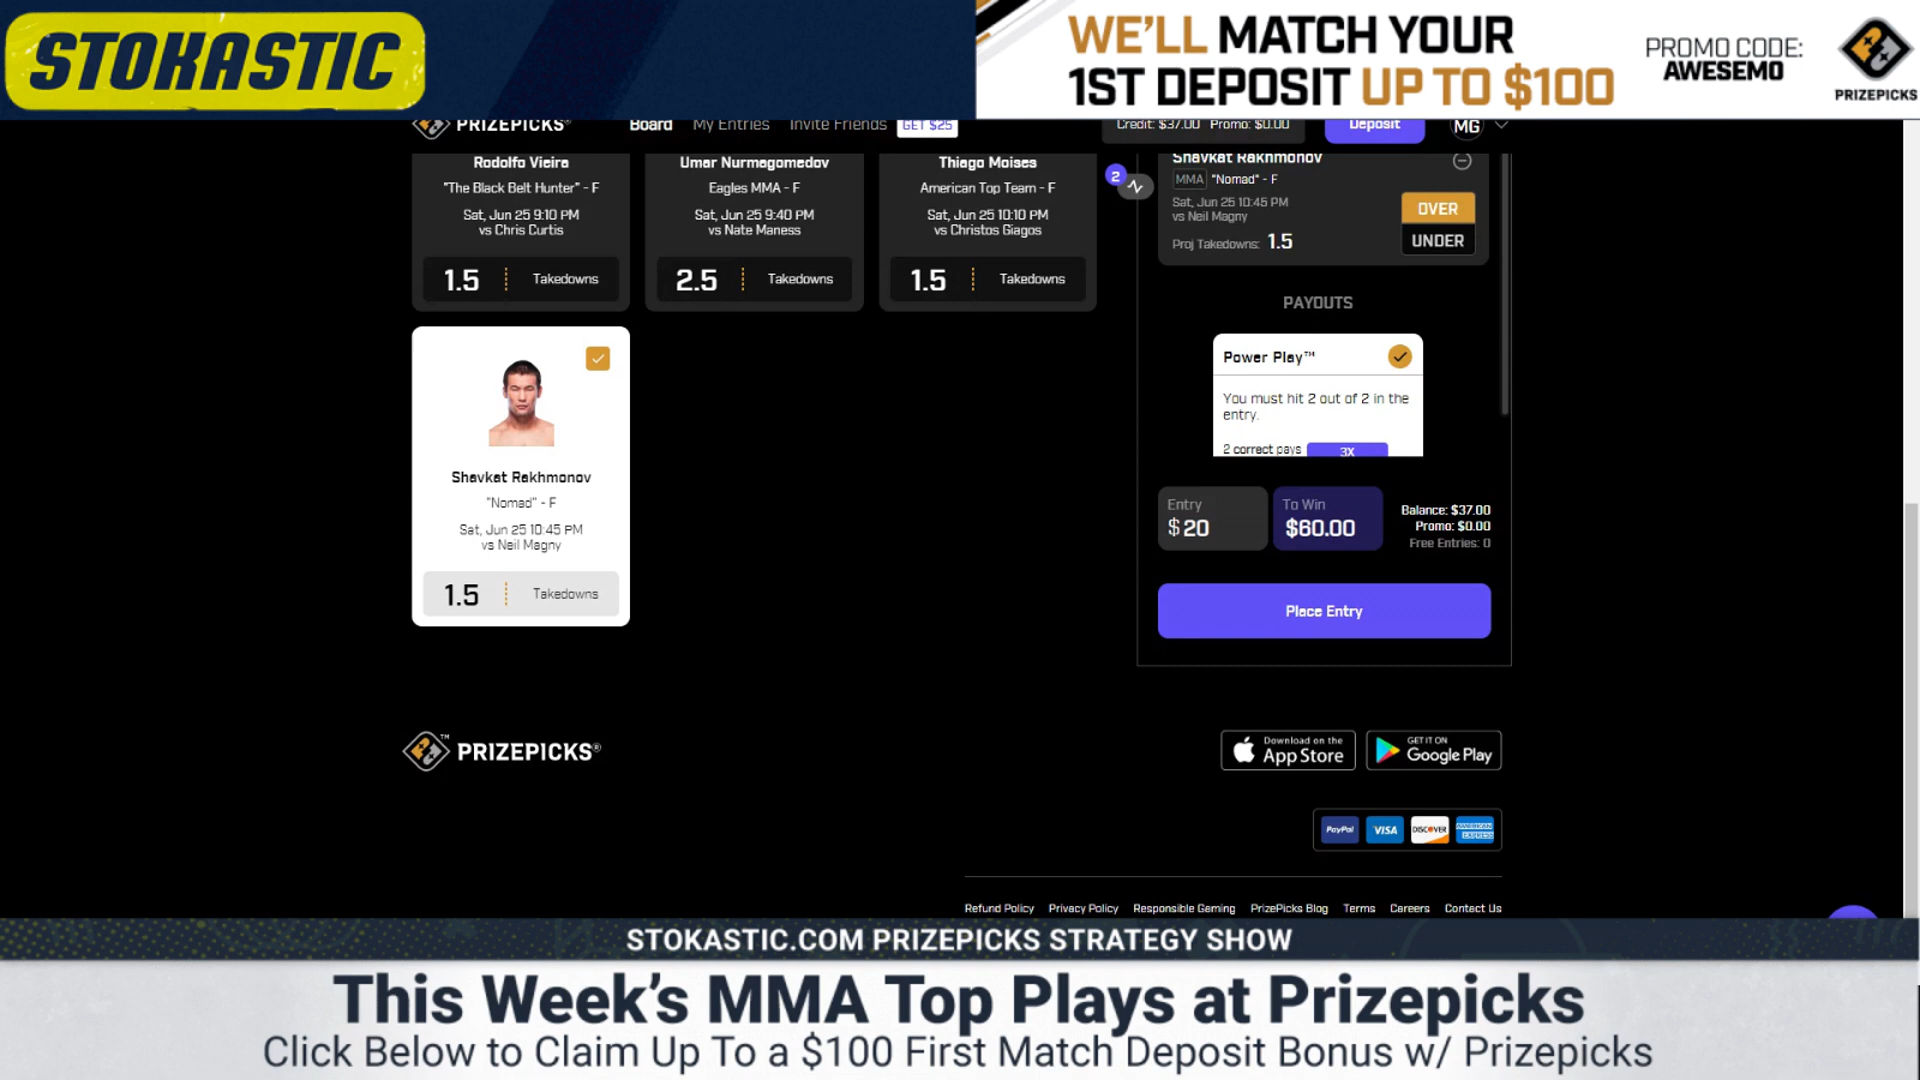 STOKASTIC
WE'LL MATCH YOUR
1ST DEPOSIT UP TO $100
PROMO CODE:
AWESEMO
PRIZEPICKS
PRIZEPICKS®
Board
My Entries
Invite Friends
GET $25
Credit: $37.00 Promo: $0.00
Deposit
MG
Rodolfo Vieira
"The Black Belt Hunter" - F
Sat, Jun 25 9:10 PM
vs Chris Curtis
1.5 Takedowns
Umar Nurmagomedov
Eagles MMA - F
Sat, Jun 25 9:40 PM
vs Nate Maness
2.5 Takedowns
Thiago Moises
American Top Team - F
Sat, Jun 25 10:10 PM
vs Christos Giagos
1.5 Takedowns
2
Shavkat Rakhmonov
MMA "Nomad" - F
Sat, Jun 25 10:45 PM
vs Neil Magny
Proj Takedowns: 1.5
OVER
UNDER
PAYOUTS
Power Play™
You must hit 2 out of 2 in the
entry.
2 correct pays 3X
Shavkat Rakhmonov
"Nomad" - F
Sat, Jun 25 10:45 PM
vs Neil Magny
1.5 Takedowns
Entry
$ 20
To Win
$60.00
Balance: $37.00
Promo: $0.00
Free Entries: 0
Place Entry
PRIZEPICKS®
Download on the
App Store
GET IT ON
Google Play
PayPal
VISA
DISCOVER
AMERICAN
EXPRESS
Refund Policy Privacy Policy Responsible Gaming PrizePicks Blog Terms Careers Contact Us
STOKASTIC.COM PRIZEPICKS STRATEGY SHOW
This Week's MMA Top Plays at Prizepicks
Click Below to Claim Up To a $100 First Match Deposit Bonus w/ Prizepicks